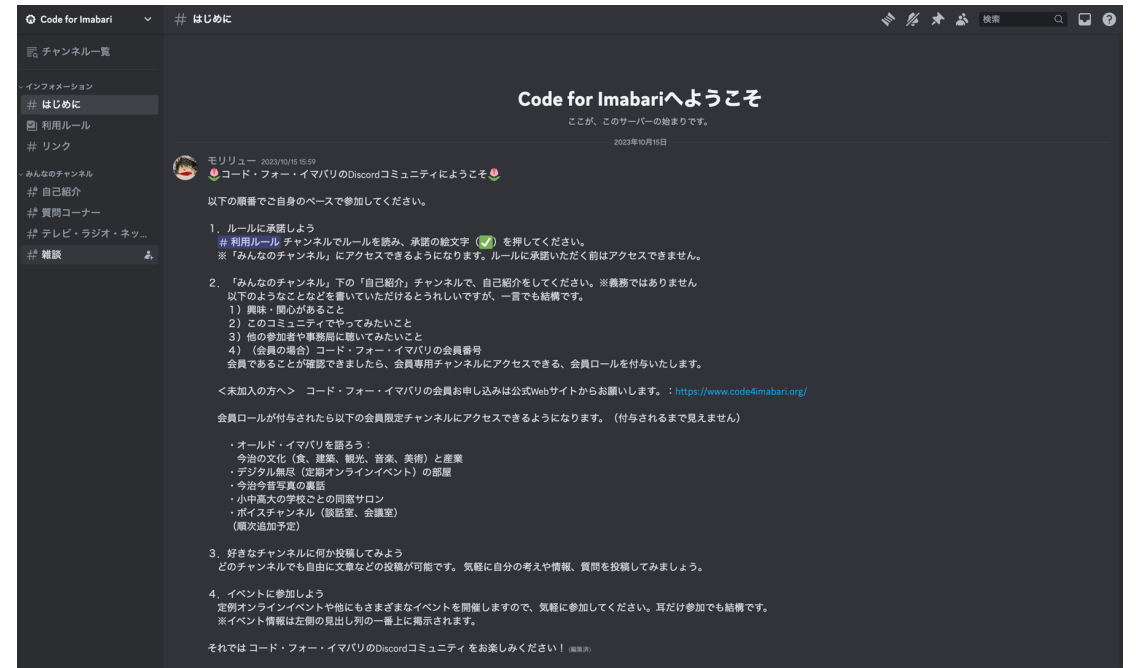 Code for Imabari
# はじめに
検索
チャンネル一覧
インフォメーション
# はじめに
利用ルール
# リンク
みんなのチャンネル
# 自己紹介
# 質問コーナー
# テレビ・ラジオ・ネッ...
# 雑談
Code for Imabariへようこそ
ここが、このサーバーの始まりです。
2023年10月15日
モリリュー 2023/10/15 15:59
🌷コード・フォー・イマバリのDiscordコミュニティにようこそ🌷
以下の順番でご自身のペースで参加してください。
1．ルールに承諾しよう
# 利用ルール チャンネルでルールを読み、承諾の絵文字（✅）を押してください。
※「みんなのチャンネル」にアクセスできるようになります。ルールに承諾いただく前はアクセスできません。
2．「みんなのチャンネル」下の「自己紹介」チャンネルで、自己紹介をしてください。※義務ではありません
以下のようなことなどを書いていただけるとうれしいですが、一言でも結構です。
1）興味・関心があること
2）このコミュニティでやってみたいこと
3）他の参加者や事務局に聴いてみたいこと
4）（会員の場合）コード・フォー・イマバリの会員番号
会員であることが確認できましたら、会員専用チャンネルにアクセスできる、会員ロールを付与いたします。
＜未加入の方へ＞　コード・フォー・イマバリの会員お申し込みは公式Webサイトからお願いします。：https://www.code4imabari.org/
会員ロールが付与されたら以下の会員限定チャンネルにアクセスできるようになります。（付与されるまで見えません）
・オールド・イマバリを語ろう：
今治の文化（食、建築、観光、音楽、美術）と産業
・デジタル無尽（定期オンラインイベント）の部屋
・今治今昔写真の裏話
・小中高大の学校ごとの同窓サロン
・ボイスチャンネル（談話室、会議室）
（順次追加予定）
3．好きなチャンネルに何か投稿してみよう
どのチャンネルでも自由に文章などの投稿が可能です。 気軽に自分の考えや情報、質問を投稿してみましょう。
4．イベントに参加しよう
定例オンラインイベントや他にもさまざまなイベントを開催しますので、気軽に参加してください。耳だけ参加でも結構です。
※イベント情報は左側の見出し列の一番上に掲示されます。
それでは コード・フォー・イマバリのDiscordコミュニティ をお楽しみください！ (編集済)